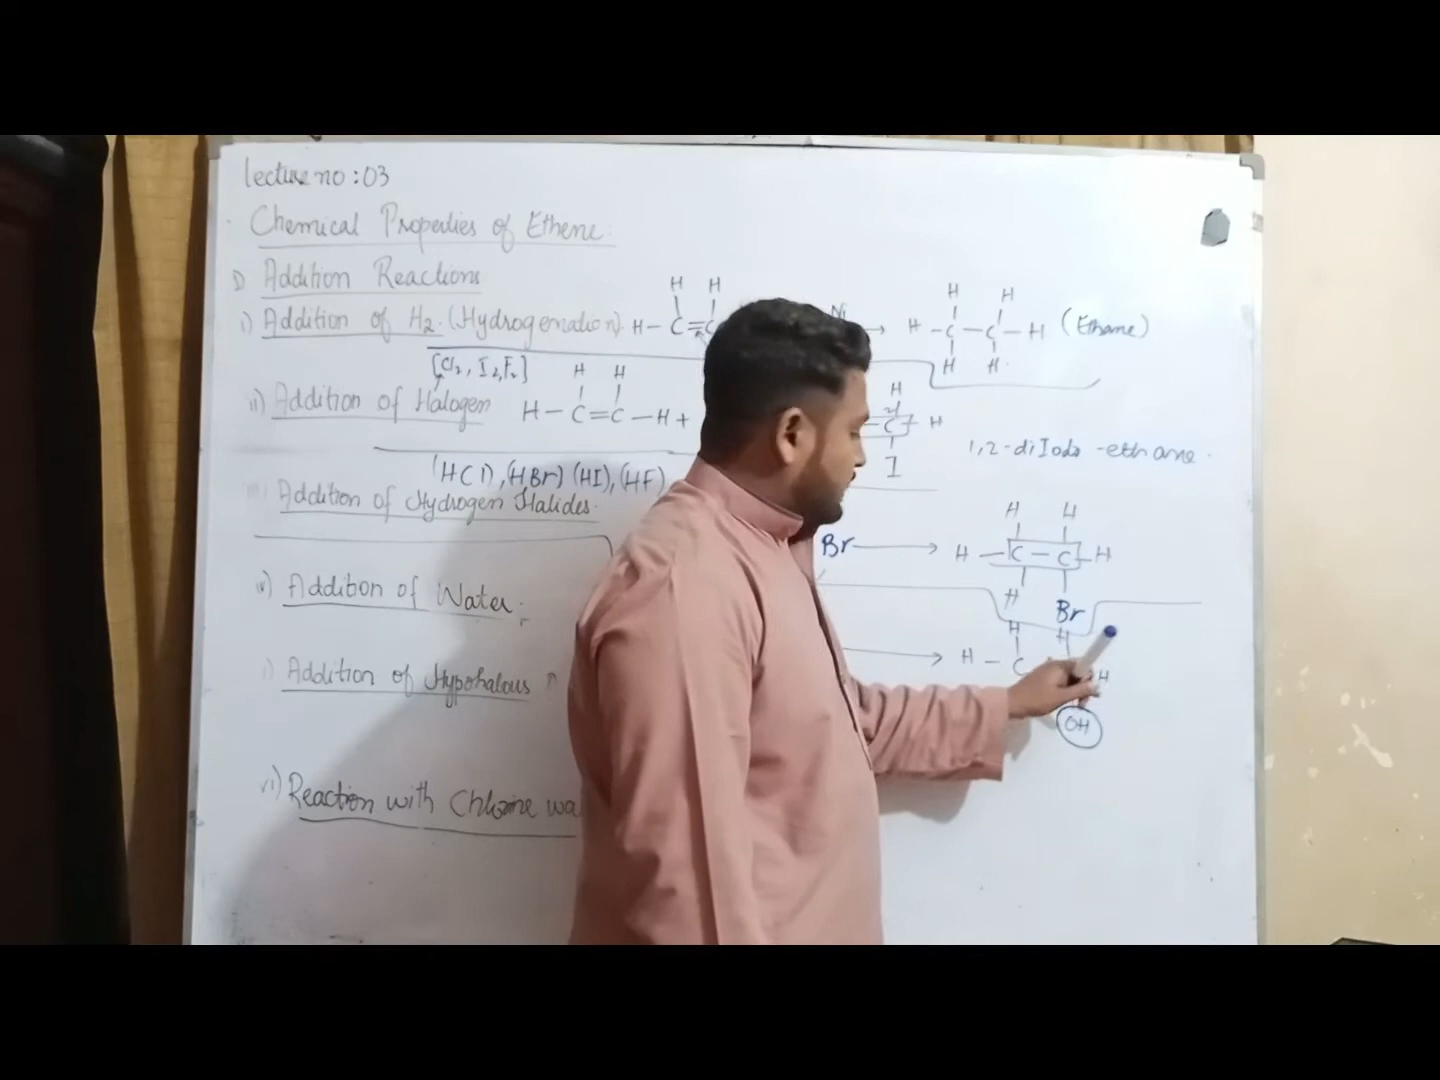 lecture no : 03
Chemical Properties of Ethene.
i) Addition Reactions
i) Addition of H2. (Hydrogenation).
H H
H — C = C
Ni
H H
H — C — C — H (Ethane)
H H
[Cl2, I2, F2]
ii) Addition of Halogen
H H
H — C = C — H +
H
C — H
I
1,2-diIodo-ethane.
(HCl), (HBr) (HI), (HF)
iii) Addition of Hydrogen Halides.
Br
H H
H — C — C — H
H Br
iv) Addition of Water.
H H
H — C H
OH
Addition of Hypohalous
vi) Reaction with Chlorine